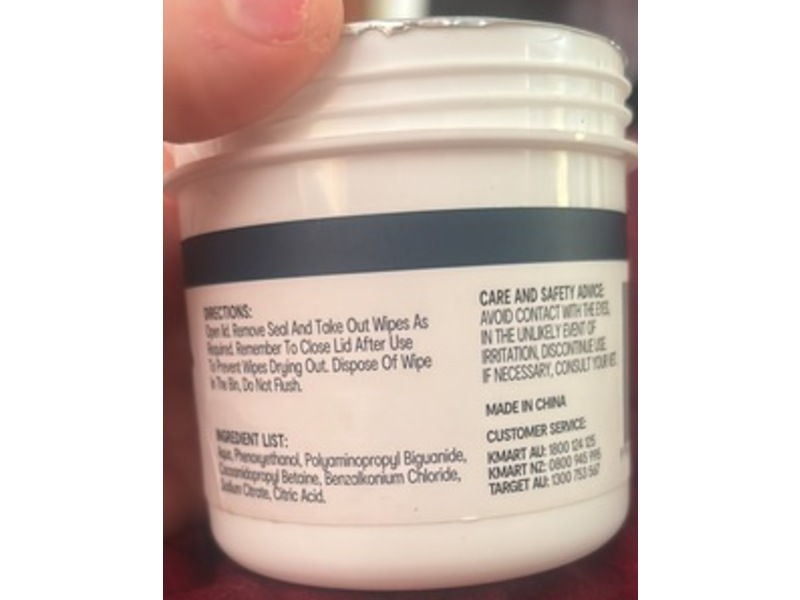 DIRECTIONS:
Open lid. Remove Seal And Take Out Wipes As
Required. Remember To Close Lid After Use
To Prevent Wipes Drying Out. Dispose Of Wipe
In The Bin, Do Not Flush.
INGREDIENT LIST:
Aqua, Phenoxyethanol, Polyaminopropyl Biguanide,
Cocamidopropyl Betaine, Benzalkonium Chloride,
Sodium Citrate, Citric Acid.
CARE AND SAFETY ADVICE:
AVOID CONTACT WITH THE EYES,
IN THE UNLIKELY EVENT OF
IRRITATION, DISCONTINUE USE.
IF NECESSARY, CONSULT YOUR VET.
MADE IN CHINA
CUSTOMER SERVICE:
KMART AU: 1800 124 125
KMART NZ: 0800 945 995
TARGET AU: 1300 753 567